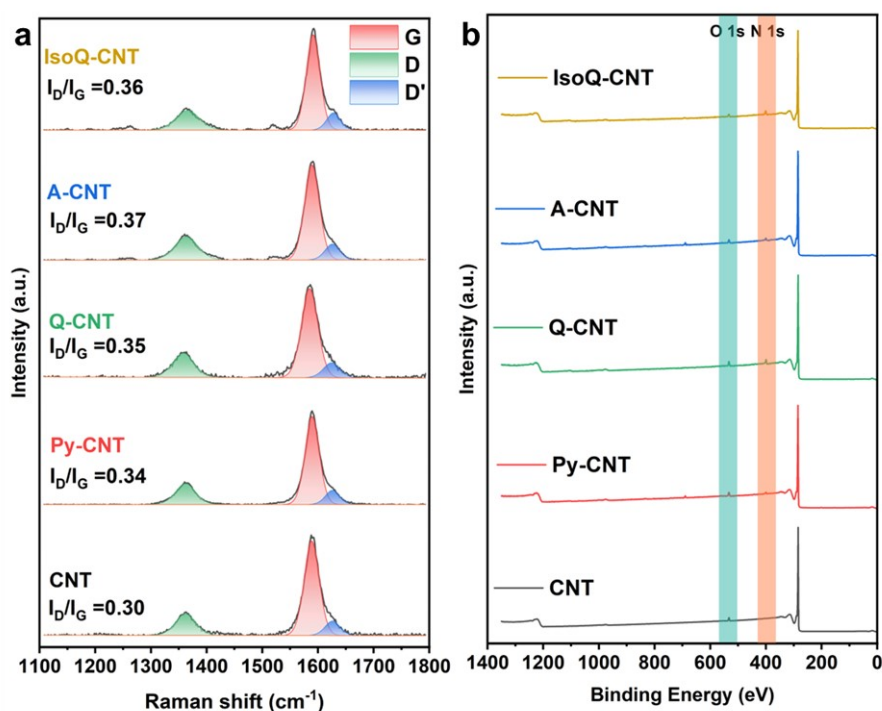 a
IsoQ-CNT
I_D/I_G =0.36
G
D
D'
A-CNT
I_D/I_G =0.37
Q-CNT
I_D/I_G =0.35
Py-CNT
I_D/I_G =0.34
CNT
I_D/I_G =0.30
Intensity (a.u.)
1100 1200 1300 1400 1500 1600 1700 1800
Raman shift (cm⁻¹)
b
O 1s N 1s
IsoQ-CNT
A-CNT
Q-CNT
Py-CNT
CNT
Intensity (a.u.)
1400 1200 1000 800 600 400 200 0
Binding Energy (eV)